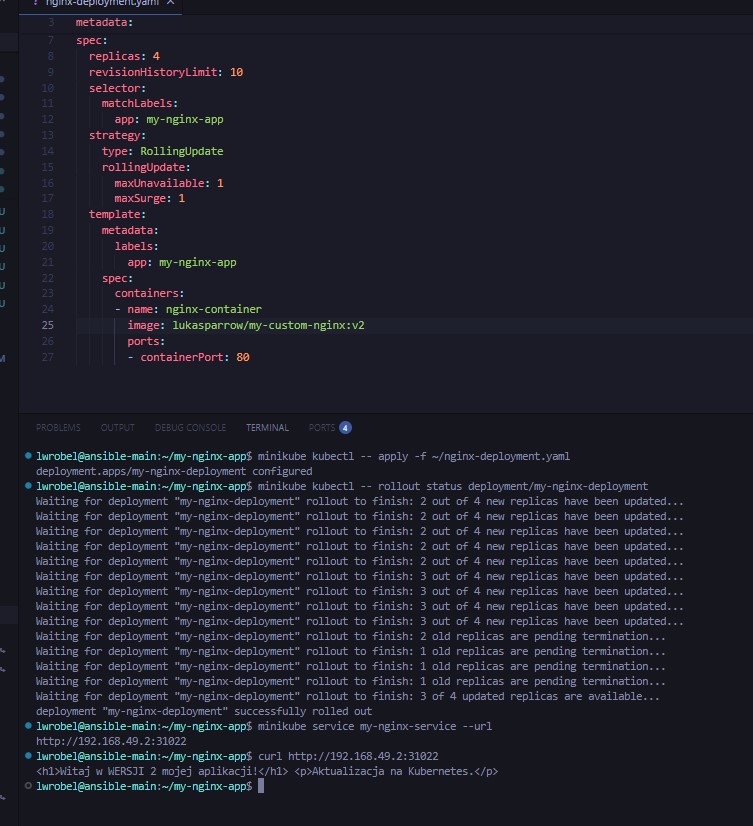 nginx-deployment.yaml ×
3 metadata:
7 spec:
8 replicas: 4
9 revisionHistoryLimit: 10
10 selector:
11 matchLabels:
12 app: my-nginx-app
13 strategy:
14 type: RollingUpdate
15 rollingUpdate:
16 maxUnavailable: 1
17 maxSurge: 1
18 template:
19 metadata:
20 labels:
21 app: my-nginx-app
22 spec:
23 containers:
24 - name: nginx-container
25 image: lukasparrow/my-custom-nginx:v2
26 ports:
27 - containerPort: 80
U
U
U
U
U
U
M
PROBLEMS OUTPUT DEBUG CONSOLE TERMINAL PORTS 4
lwrobel@ansible-main:~/my-nginx-app$ minikube kubectl -- apply -f ~/nginx-deployment.yaml
deployment.apps/my-nginx-deployment configured
lwrobel@ansible-main:~/my-nginx-app$ minikube kubectl -- rollout status deployment/my-nginx-deployment
Waiting for deployment "my-nginx-deployment" rollout to finish: 2 out of 4 new replicas have been updated...
Waiting for deployment "my-nginx-deployment" rollout to finish: 2 out of 4 new replicas have been updated...
Waiting for deployment "my-nginx-deployment" rollout to finish: 2 out of 4 new replicas have been updated...
Waiting for deployment "my-nginx-deployment" rollout to finish: 2 out of 4 new replicas have been updated...
Waiting for deployment "my-nginx-deployment" rollout to finish: 2 out of 4 new replicas have been updated...
Waiting for deployment "my-nginx-deployment" rollout to finish: 3 out of 4 new replicas have been updated...
Waiting for deployment "my-nginx-deployment" rollout to finish: 3 out of 4 new replicas have been updated...
Waiting for deployment "my-nginx-deployment" rollout to finish: 3 out of 4 new replicas have been updated...
Waiting for deployment "my-nginx-deployment" rollout to finish: 3 out of 4 new replicas have been updated...
Waiting for deployment "my-nginx-deployment" rollout to finish: 2 old replicas are pending termination...
Waiting for deployment "my-nginx-deployment" rollout to finish: 1 old replicas are pending termination...
Waiting for deployment "my-nginx-deployment" rollout to finish: 1 old replicas are pending termination...
Waiting for deployment "my-nginx-deployment" rollout to finish: 1 old replicas are pending termination...
Waiting for deployment "my-nginx-deployment" rollout to finish: 3 of 4 updated replicas are available...
deployment "my-nginx-deployment" successfully rolled out
lwrobel@ansible-main:~/my-nginx-app$ minikube service my-nginx-service --url
http://192.168.49.2:31022
lwrobel@ansible-main:~/my-nginx-app$ curl http://192.168.49.2:31022
<h1>Witaj w WERSJI 2 mojej aplikacji!</h1> <p>Aktualizacja na Kubernetes.</p>
lwrobel@ansible-main:~/my-nginx-app$